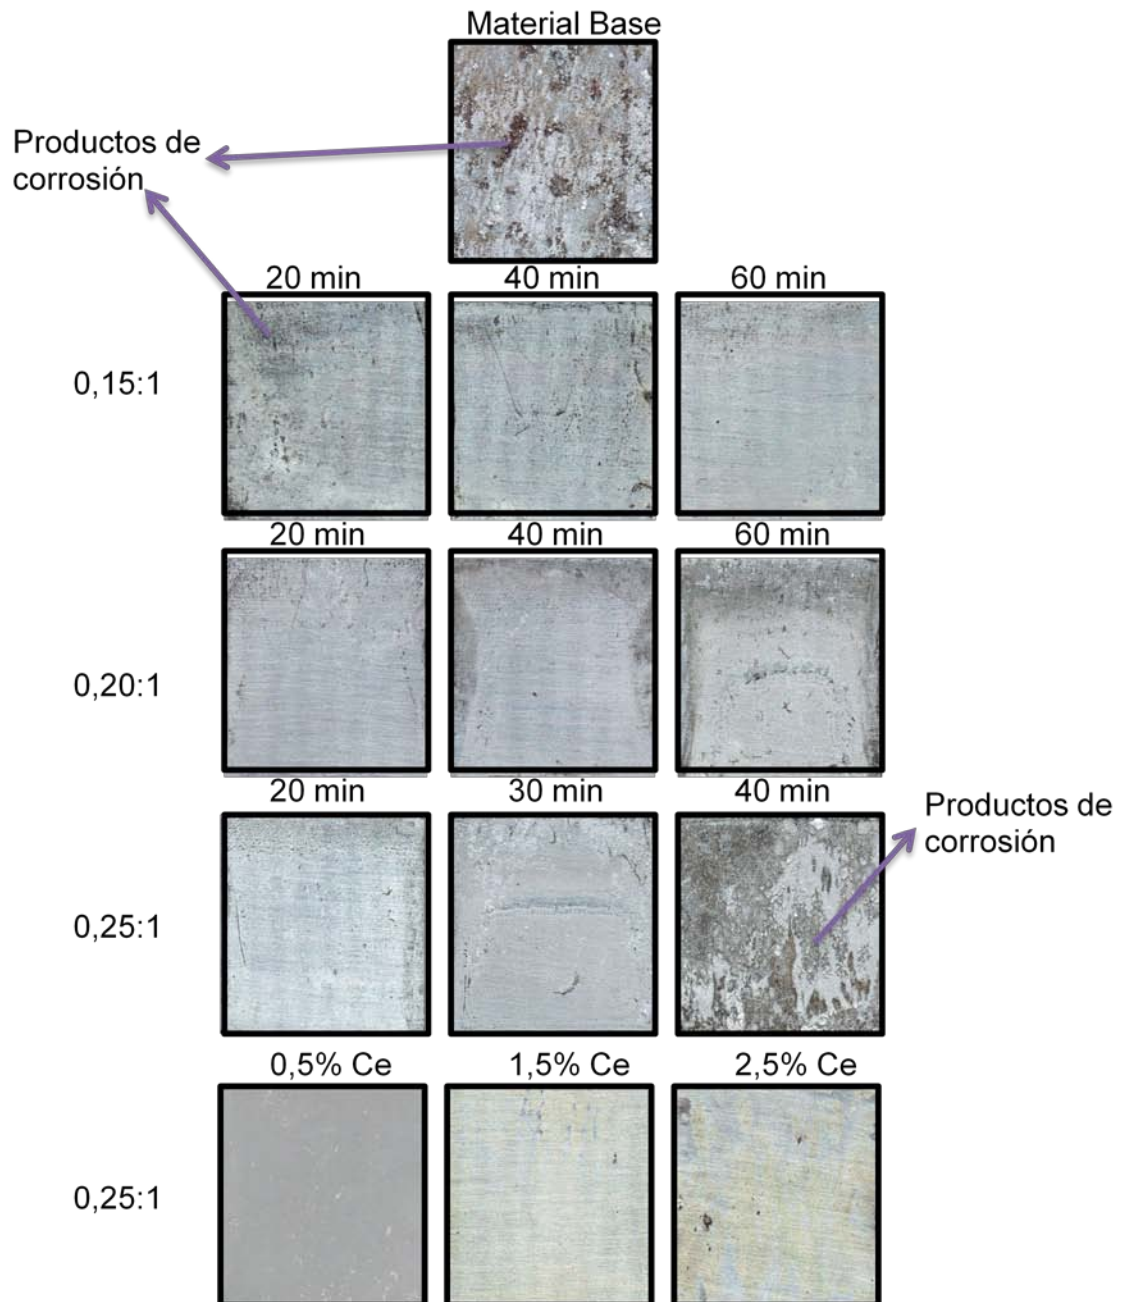 Material Base
Productos de
corrosión
20 min 40 min 60 min
0,15:1
20 min 40 min 60 min
0,20:1
20 min 30 min 40 min
Productos de
corrosión
0,25:1
0,5% Ce 1,5% Ce 2,5% Ce
0,25:1